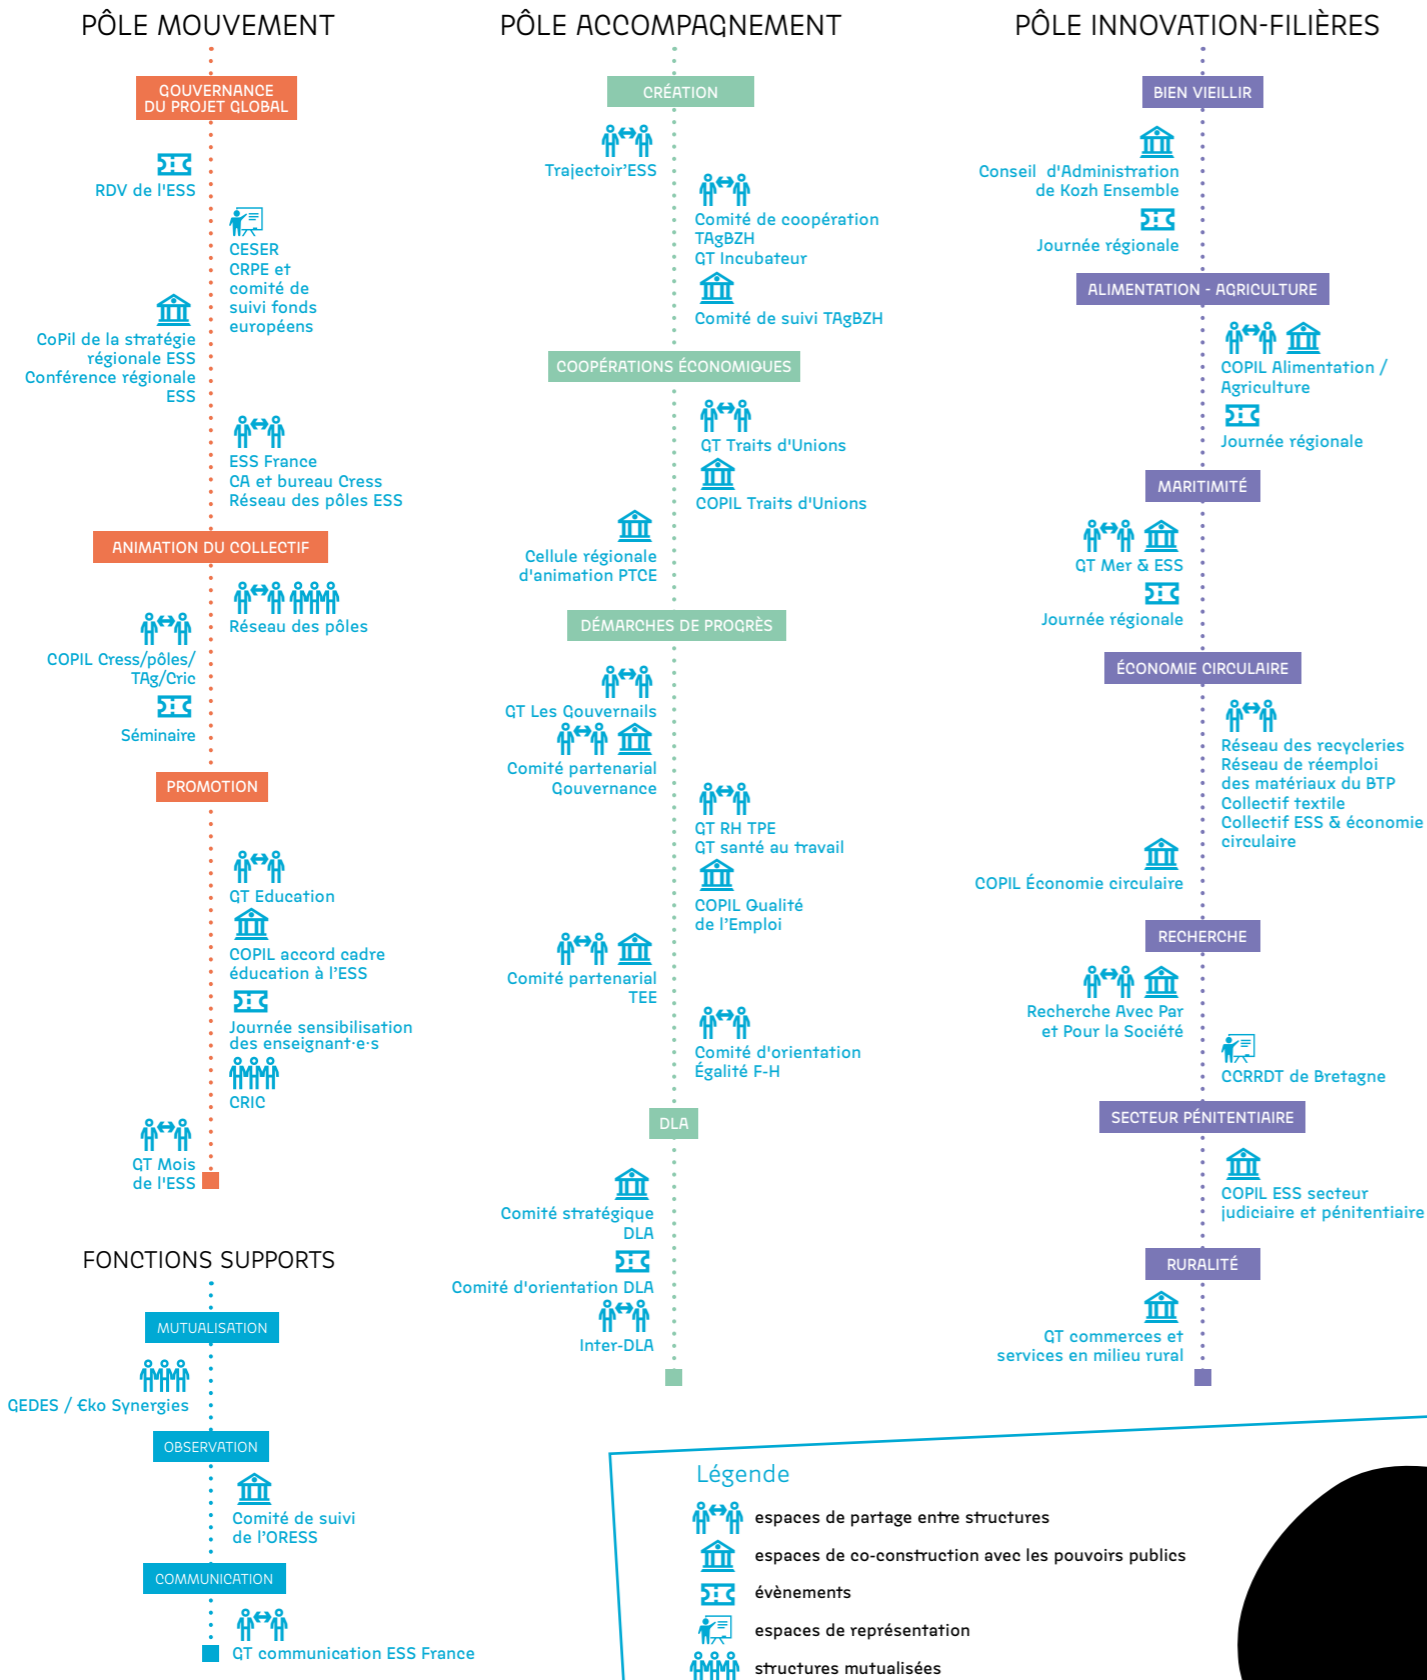 PÔLE MOUVEMENT
GOUVERNANCE
DU PROJET GLOBAL
RDV de l'ESS
CESER
CRPE et
comité de
suivi fonds
européens
CoPil de la stratégie
régionale ESS
Conférence régionale
ESS
ESS France
CA et bureau Cress
Réseau des pôles ESS
ANIMATION DU COLLECTIF
Réseau des pôles
COPIL Cress/pôles/
TAg/Cric
Séminaire
PROMOTION
GT Education
COPIL accord cadre
éducation à l'ESS
Journée sensibilisation
des enseignant·e·s
CRIC
GT Mois
de l'ESS
FONCTIONS SUPPORTS
MUTUALISATION
GEDES / €ko Synergies
OBSERVATION
Comité de suivi
de l'ORESS
COMMUNICATION
GT communication ESS France
PÔLE ACCOMPAGNEMENT
CRÉATION
Trajectoir'ESS
Comité de coopération
TAgBZH
GT Incubateur
Comité de suivi TAgBZH
COOPÉRATIONS ÉCONOMIQUES
GT Traits d'Unions
COPIL Traits d'Unions
Cellule régionale
d'animation PTCE
DÉMARCHES DE PROGRÈS
GT Les Gouvernails
Comité partenarial
Gouvernance
GT RH TPE
GT santé au travail
COPIL Qualité
de l'Emploi
Comité partenarial
TEE
Comité d'orientation
Égalité F-H
DLA
Comité stratégique
DLA
Comité d'orientation DLA
Inter-DLA
PÔLE INNOVATION-FILIÈRES
BIEN VIEILLIR
Conseil d'Administration
de Kozh Ensemble
Journée régionale
ALIMENTATION - AGRICULTURE
COPIL Alimentation /
Agriculture
Journée régionale
MARITIMITÉ
GT Mer & ESS
Journée régionale
ÉCONOMIE CIRCULAIRE
Réseau des recycleries
Réseau de réemploi
des matériaux du BTP
Collectif textile
Collectif ESS & économie
circulaire
COPIL Économie circulaire
RECHERCHE
Recherche Avec Par
et Pour la Société
CCRRDT de Bretagne
SECTEUR PÉNITENTIAIRE
COPIL ESS secteur
judiciaire et pénitentiaire
RURALITÉ
GT commerces et
services en milieu rural
Légende
espaces de partage entre structures
espaces de co-construction avec les pouvoirs publics
évènements
espaces de représentation
structures mutualisées